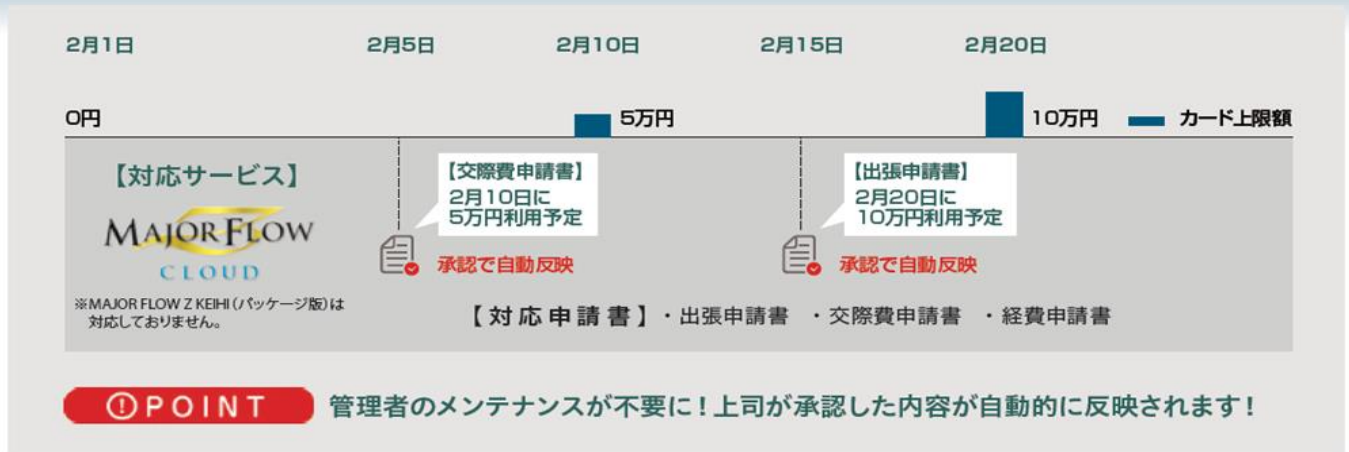 2月1日 2月5日 2月10日 2月15日 2月20日
0円 5万円 10万円 カード上限額
【対応サービス】
MAJOR FLOW
CLOUD
※MAJOR FLOW Z KEIHI(パッケージ版)は
対応しておりません。
【交際費申請書】
2月10日に
5万円利用予定
承認で自動反映
【出張申請書】
2月20日に
10万円利用予定
承認で自動反映
【対応申請書】・出張申請書 ・交際費申請書 ・経費申請書
POINT 管理者のメンテナンスが不要に!上司が承認した内容が自動的に反映されます!